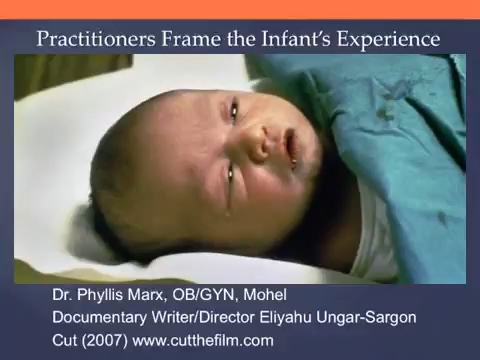 Practitioners Frame the Infant's Experience
Dr. Phyllis Marx, OB/GYN, Mohel
Documentary Writer/Director Eliyahu Ungar-Sargon
Cut (2007) www.cutthefilm.com